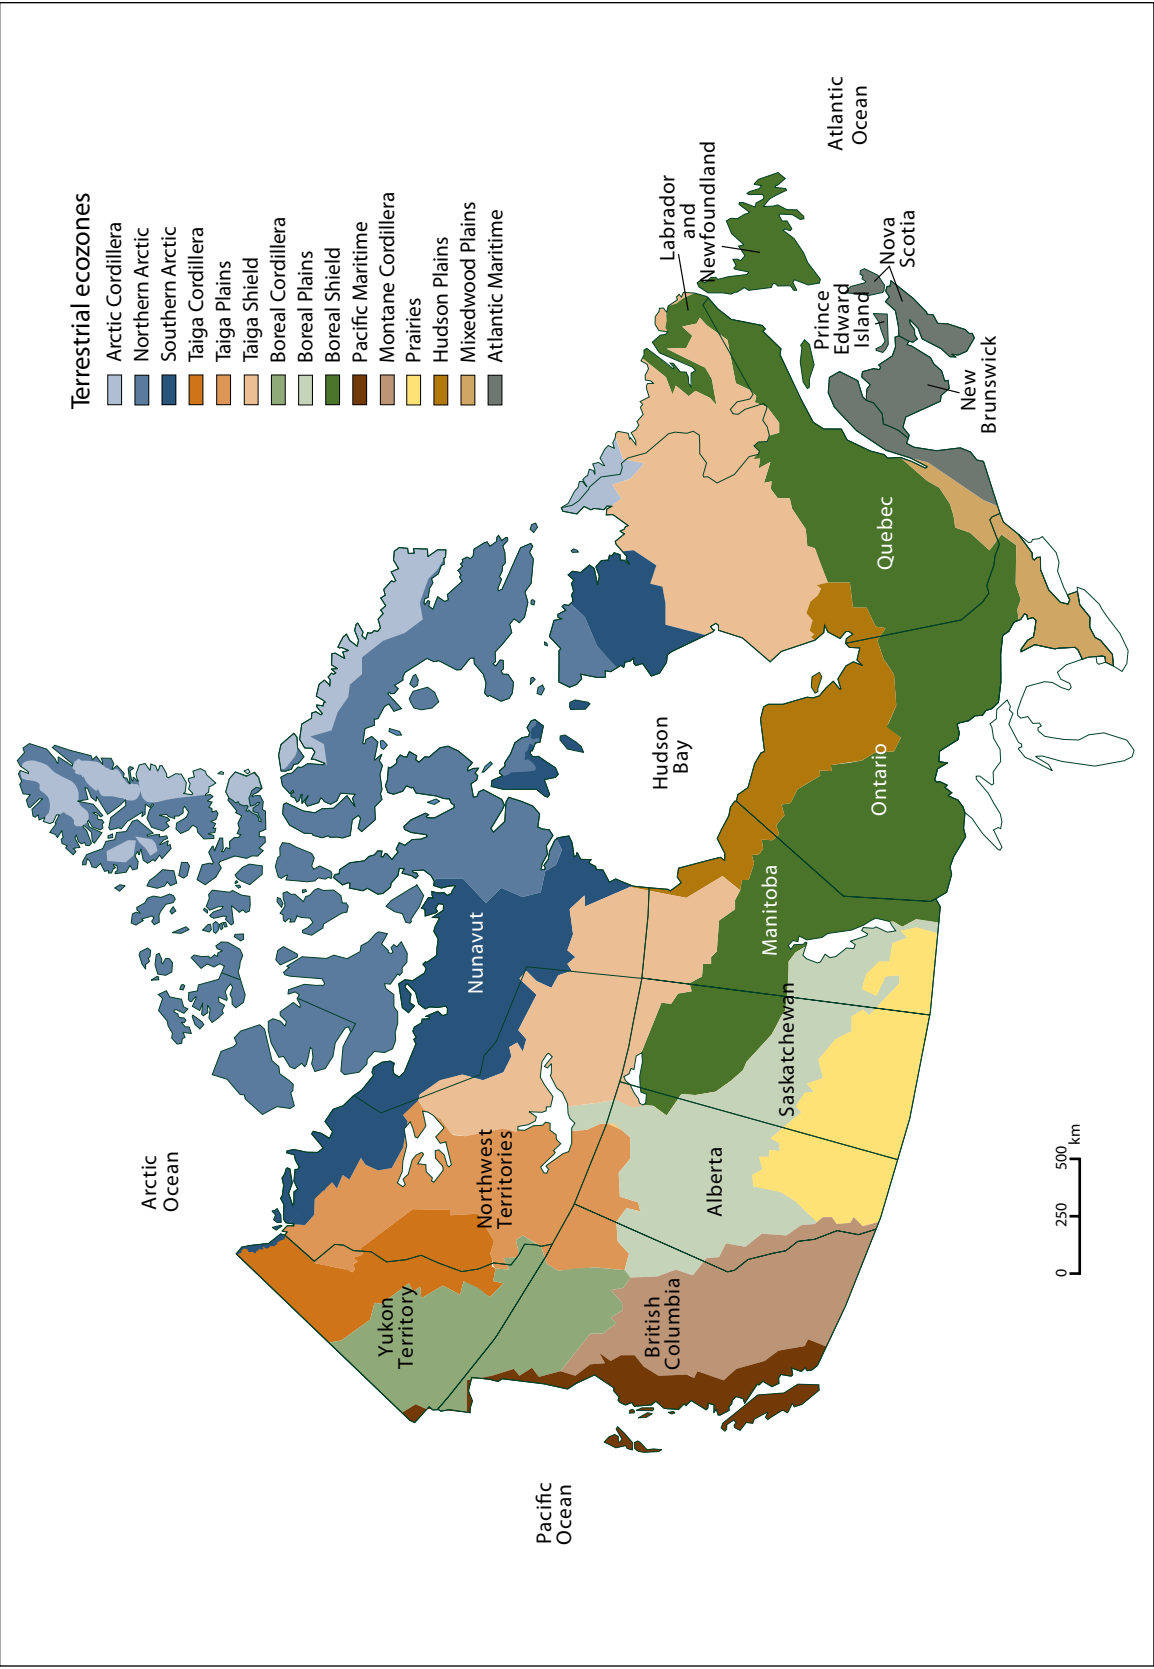 Terrestrial ecozones
Arctic Cordillera
Northern Arctic
Southern Arctic
Taiga Cordillera
Taiga Plains
Taiga Shield
Boreal Cordillera
Boreal Plains
Boreal Shield
Pacific Maritime
Montane Cordillera
Prairies
Hudson Plains
Mixedwood Plains
Atlantic Maritime
Arctic
Ocean
Pacific
Ocean
Atlantic
Ocean
Hudson
Bay
Yukon
Territory
Northwest
Territories
Nunavut
British
Columbia
Alberta
Saskatchewan
Manitoba
Ontario
Quebec
Labrador
and
Newfoundland
Prince
Edward
Island
Nova
Scotia
New
Brunswick
0 250 500 km